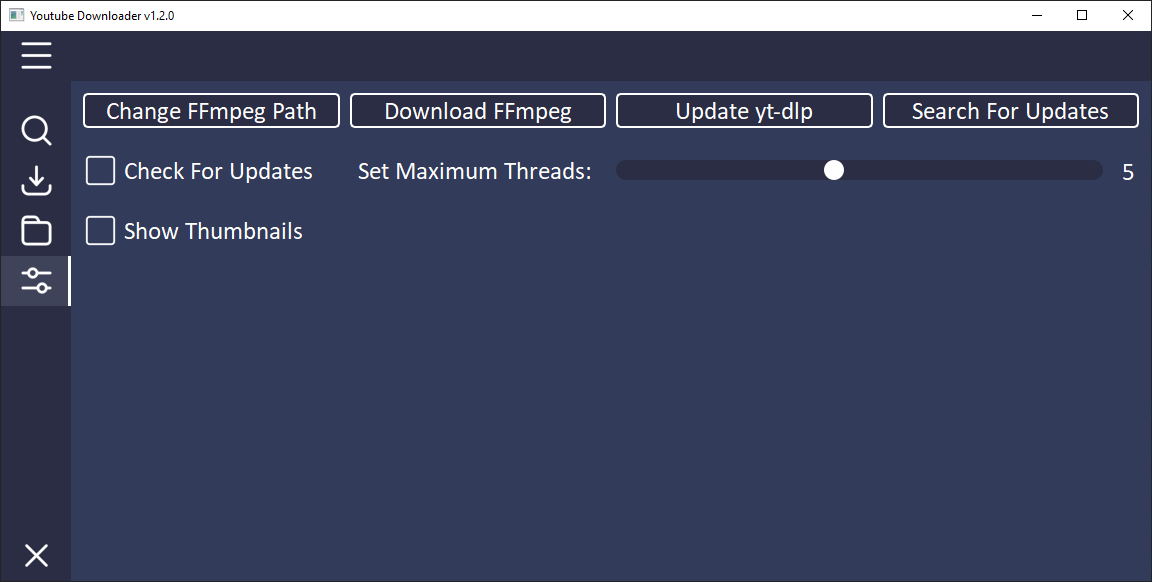 Youtube Downloader v1.2.0
Change FFmpeg Path Download FFmpeg Update yt-dlp Search For Updates
Check For Updates Set Maximum Threads: 5
Show Thumbnails